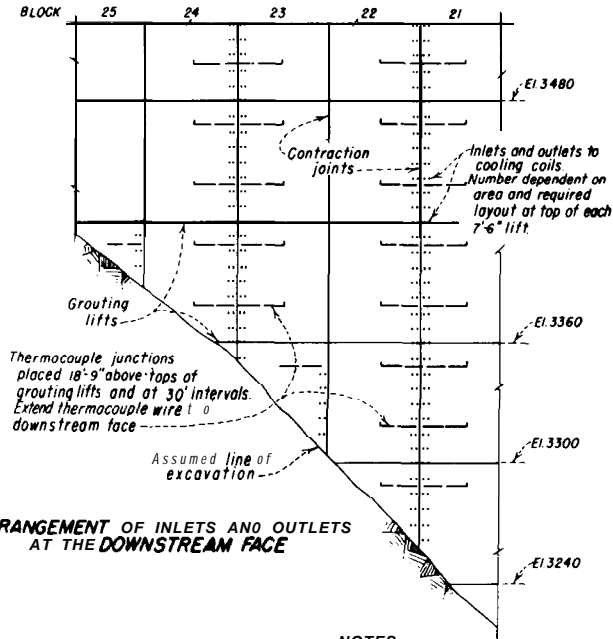 BLOCK 25 24 23 22 21
El. 3480
Contraction
joints
Inlets and outlets to
cooling coils.
Number dependent on
area and required
layout at top of each
7'-6" lift.
Grouting
lifts
El. 3360
Thermocouple junctions
placed 18'-9" above tops of
grouting lifts and at 30' intervals.
Extend thermocouple wire to
downstream face
El. 3300
Assumed line of
excavation
RANGEMENT OF INLETS AN0 OUTLETS
AT THE DOWNSTREAM FACE
El. 3240